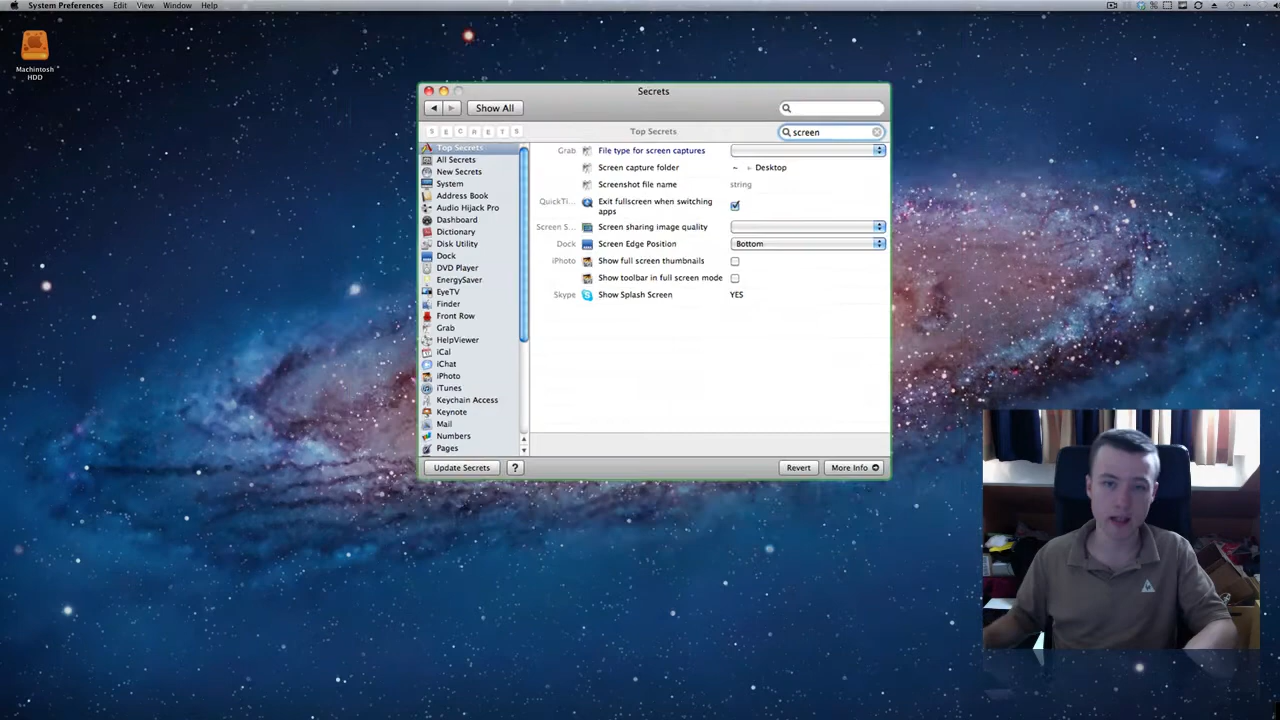 System Preferences Edit View Window Help
Machintosh
HDD
Secrets
Show All
S E C R E T S
Top Secrets
screen
Top Secrets
All Secrets
New Secrets
System
Address Book
Audio Hijack Pro
Dashboard
Dictionary
Disk Utility
Dock
DVD Player
EnergySaver
EyeTV
Finder
Front Row
Grab
HelpViewer
iCal
iChat
iPhoto
iTunes
Keychain Access
Keynote
Mail
Numbers
Pages
Grab File type for screen captures
Screen capture folder ~ Desktop
Screenshot file name string
QuickTi... Exit fullscreen when switching
apps
Screen S... Screen sharing image quality
Dock Screen Edge Position Bottom
iPhoto Show full screen thumbnails
Show toolbar in full screen mode
Skype Show Splash Screen YES
Update Secrets ? Revert More Info